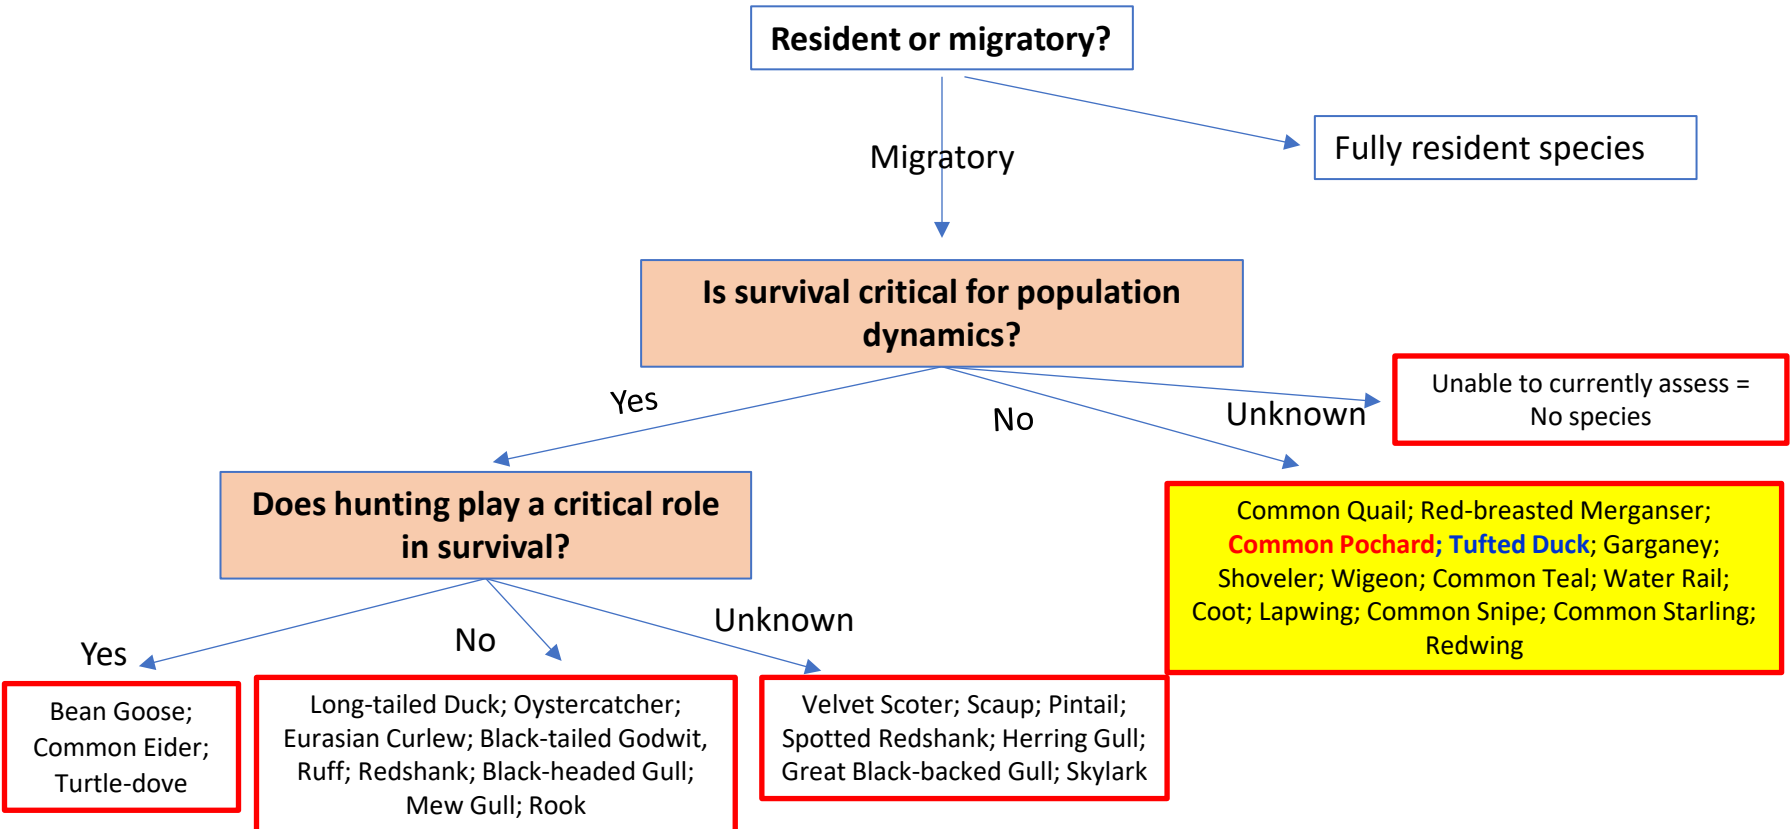 Resident or migratory?
Migratory
Fully resident species
Is survival critical for population
dynamics?
Yes
No
Unknown
Unable to currently assess =
No species
Does hunting play a critical role
in survival?
Common Quail; Red-breasted Merganser;
Common Pochard; Tufted Duck; Garganey;
Shoveler; Wigeon; Common Teal; Water Rail;
Coot; Lapwing; Common Snipe; Common Starling;
Redwing
Yes
No
Unknown
Bean Goose;
Common Eider;
Turtle-dove
Long-tailed Duck; Oystercatcher;
Eurasian Curlew; Black-tailed Godwit,
Ruff; Redshank; Black-headed Gull;
Mew Gull; Rook
Velvet Scoter; Scaup; Pintail;
Spotted Redshank; Herring Gull;
Great Black-backed Gull; Skylark